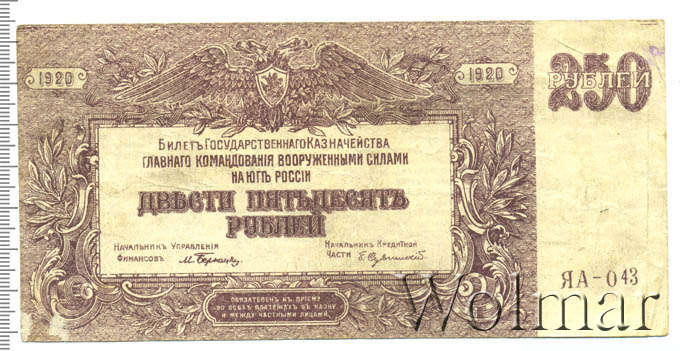 1920
1920
250
РУБЛЕЙ
БИЛЕТЪ ГОСУДАРСТВЕННАГО КАЗНАЧЕЙСТВА
ГЛАВНАГО КОМАНДОВАНІЯ ВООРУЖЕННЫМИ СИЛАМИ
НА ЮГѢ РОССІИ
ДВѢСТИ ПЯТЬДЕСЯТЪ
РУБЛЕЙ
НАЧАЛЬНИКЪ УПРАВЛЕНІЯ
ФИНАНСОВЪ
НАЧАЛЬНИКЪ КРЕДИТНОЙ
ЧАСТИ
ЯА-043
ОБЯЗАТЕЛЕНЪ КЪ ПРІЕМУ
ВО ВСѢХЪ ПЛАТЕЖАХЪ ВЪ КАЗНУ
И МЕЖДУ ЧАСТНЫМИ ЛИЦАМИ.
Wolmar